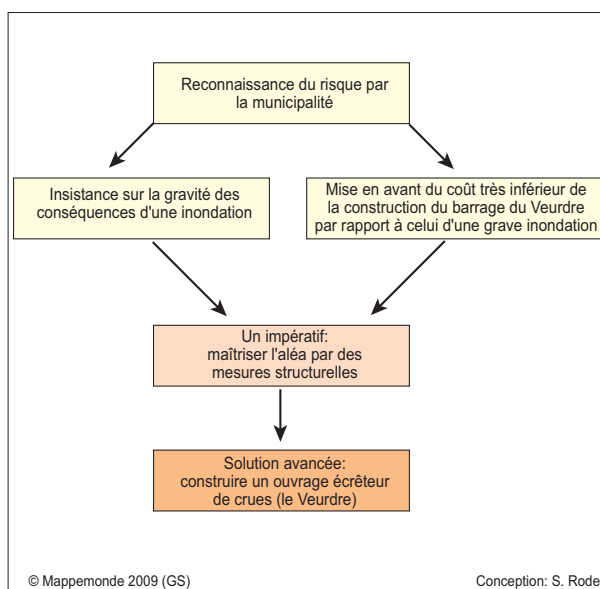 Reconnaissance du risque par
la municipalité
Insistance sur la gravité des
conséquences d'une inondation
Mise en avant du coût très inférieur de
la construction du barrage du Veurdre
par rapport à celui d'une grave inondation
Un impératif:
maîtriser l'aléa par des
mesures structurelles
Solution avancée:
construire un ouvrage écrêteur
de crues (le Veurdre)
© Mappemonde 2009 (GS)
Conception: S. Rode